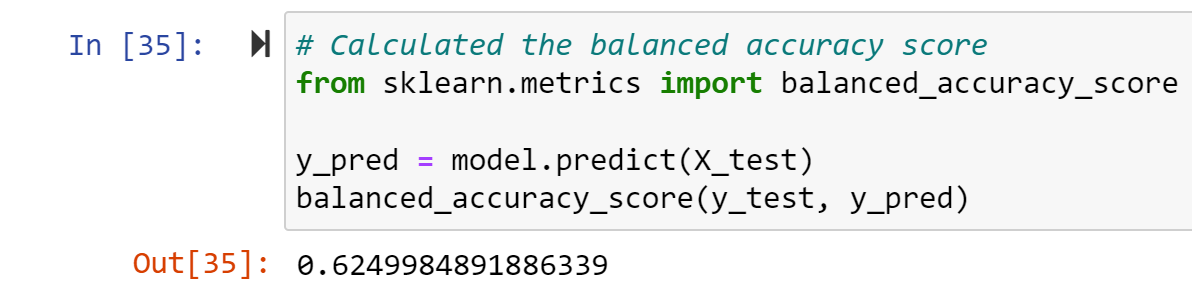 In [35]:
# Calculated the balanced accuracy score
from sklearn.metrics import balanced_accuracy_score
y_pred = model.predict(X_test)
balanced_accuracy_score(y_test, y_pred)
Out[35]: 0.6249984891886339